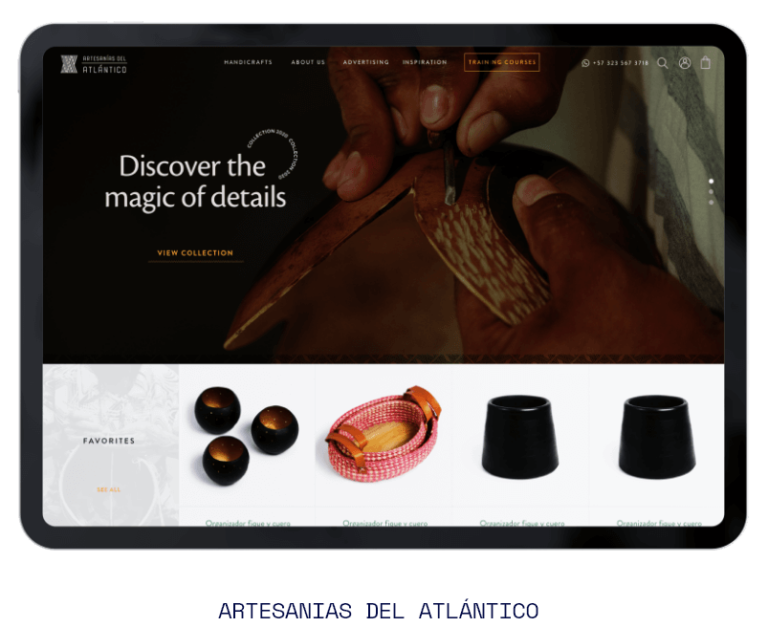 ARTESANÍAS DEL
ATLÁNTICO
HANDICRAFTS ABOUT US ADVERTISING INSPIRATION TRAINING COURSES +57 323 567 3718
COLLECTION 2020 COLLECTION 2020
Discover the
magic of details
VIEW COLLECTION
FAVORITES
SEE ALL
Organizador fique y cuero Organizador fique y cuero Organizador fique y cuero Organizador fique y cuero
ARTESANIAS DEL ATLÁNTICO